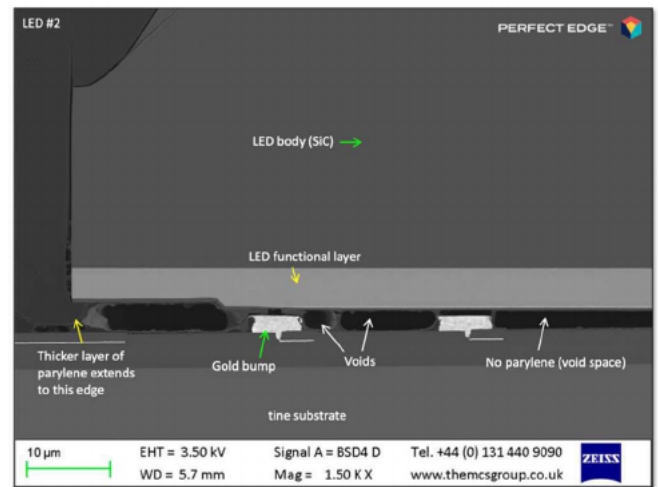 LED #2
PERFECT EDGE™
LED body (SiC)
LED functional layer
Thicker layer of
parylene extends
to this edge
Gold bump
Voids
No parylene (void space)
tine substrate
10 µm
EHT = 3.50 kV
Signal A = BSD4 D
Tel. +44 (0) 131 440 9090
WD = 5.7 mm
Mag = 1.50 K X
www.themcsgroup.co.uk
ZEISS